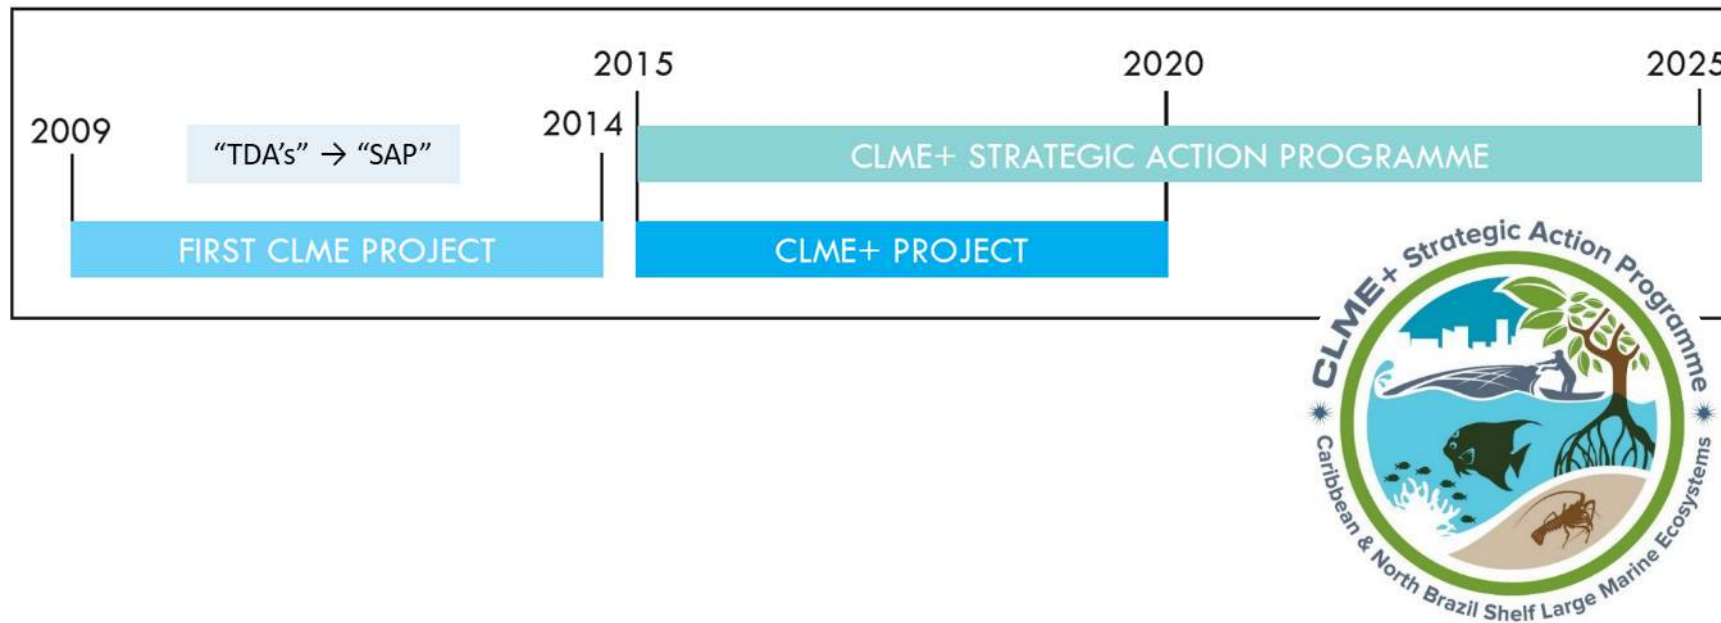 2015
2020
2025
2009
"TDA's" → "SAP"
2014
CLME+ STRATEGIC ACTION PROGRAMME
FIRST CLME PROJECT
CLME+ PROJECT
CLME+ Strategic Action Programme
Caribbean & North Brazil Shelf Large Marine Ecosystems